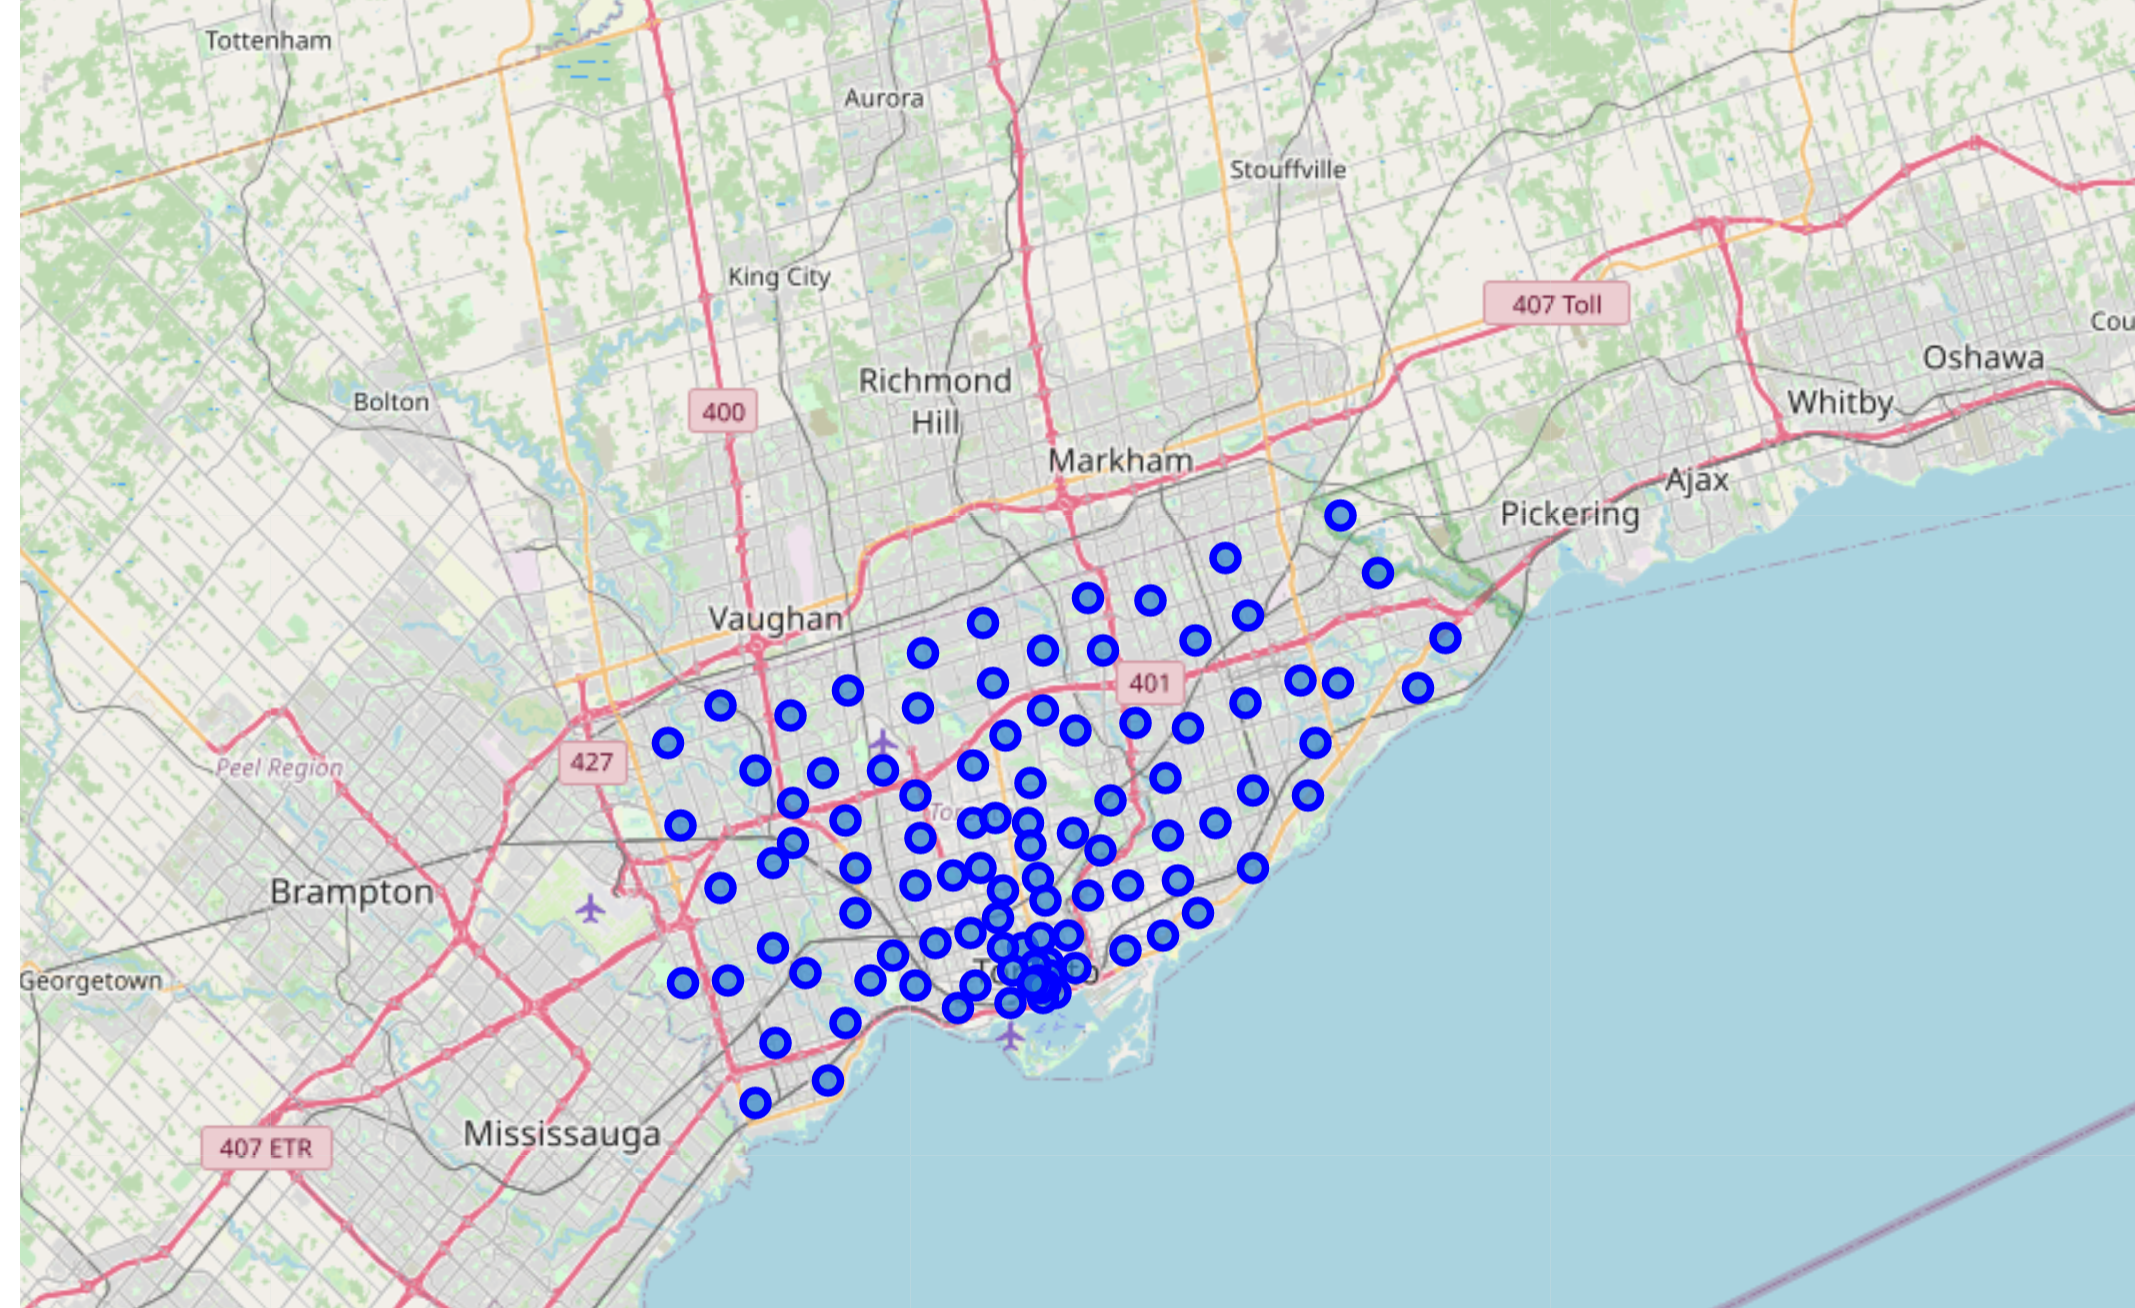 Tottenham
Aurora
Stouffville
King City
407 Toll
Cou
Oshawa
Richmond
Hill
400
Bolton
Whitby
Markham
Ajax
Pickering
Vaughan
401
427
Peel Region
Brampton
Georgetown
Mississauga
407 ETR